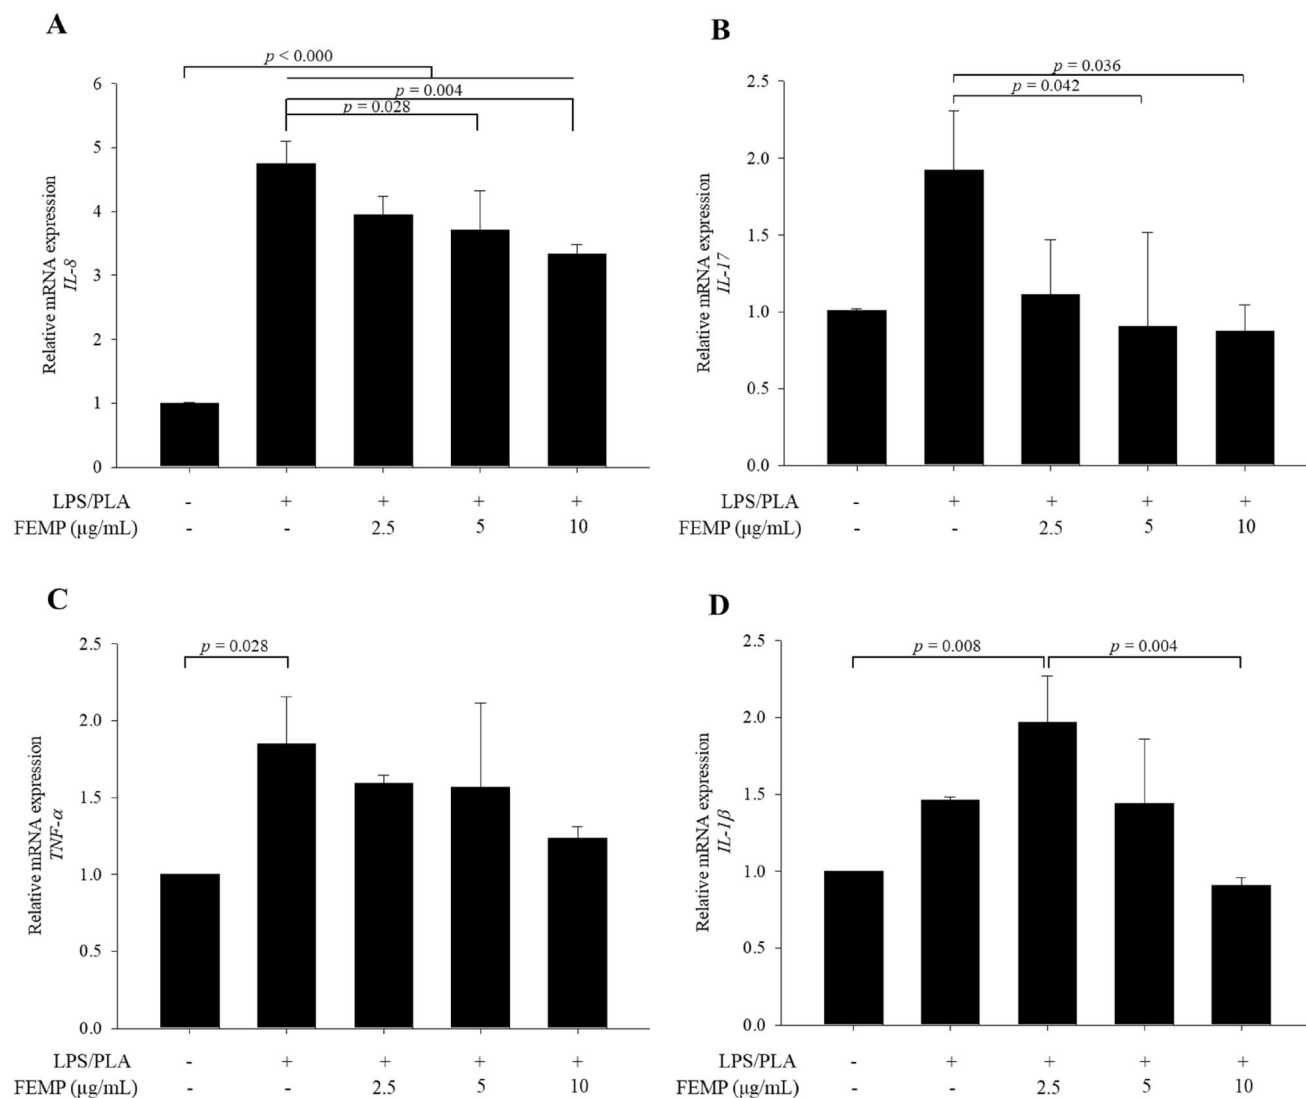 A
p < 0.000
p = 0.004
p = 0.028
6
5
4
3
2
1
0
Relative mRNA expression
IL-8
LPS/PLA - + + + +
FEMP (μg/mL) - - 2.5 5 10
B
p = 0.036
p = 0.042
2.5
2.0
1.5
1.0
0.5
0.0
Relative mRNA expression
IL-17
LPS/PLA - + + + +
FEMP (μg/mL) - - 2.5 5 10
C
p = 0.028
2.5
2.0
1.5
1.0
0.5
0.0
Relative mRNA expression
TNF-α
LPS/PLA - + + + +
FEMP (μg/mL) - - 2.5 5 10
D
p = 0.008
p = 0.004
2.5
2.0
1.5
1.0
0.5
0.0
Relative mRNA expression
IL-1β
LPS/PLA - + + + +
FEMP (μg/mL) - - 2.5 5 10